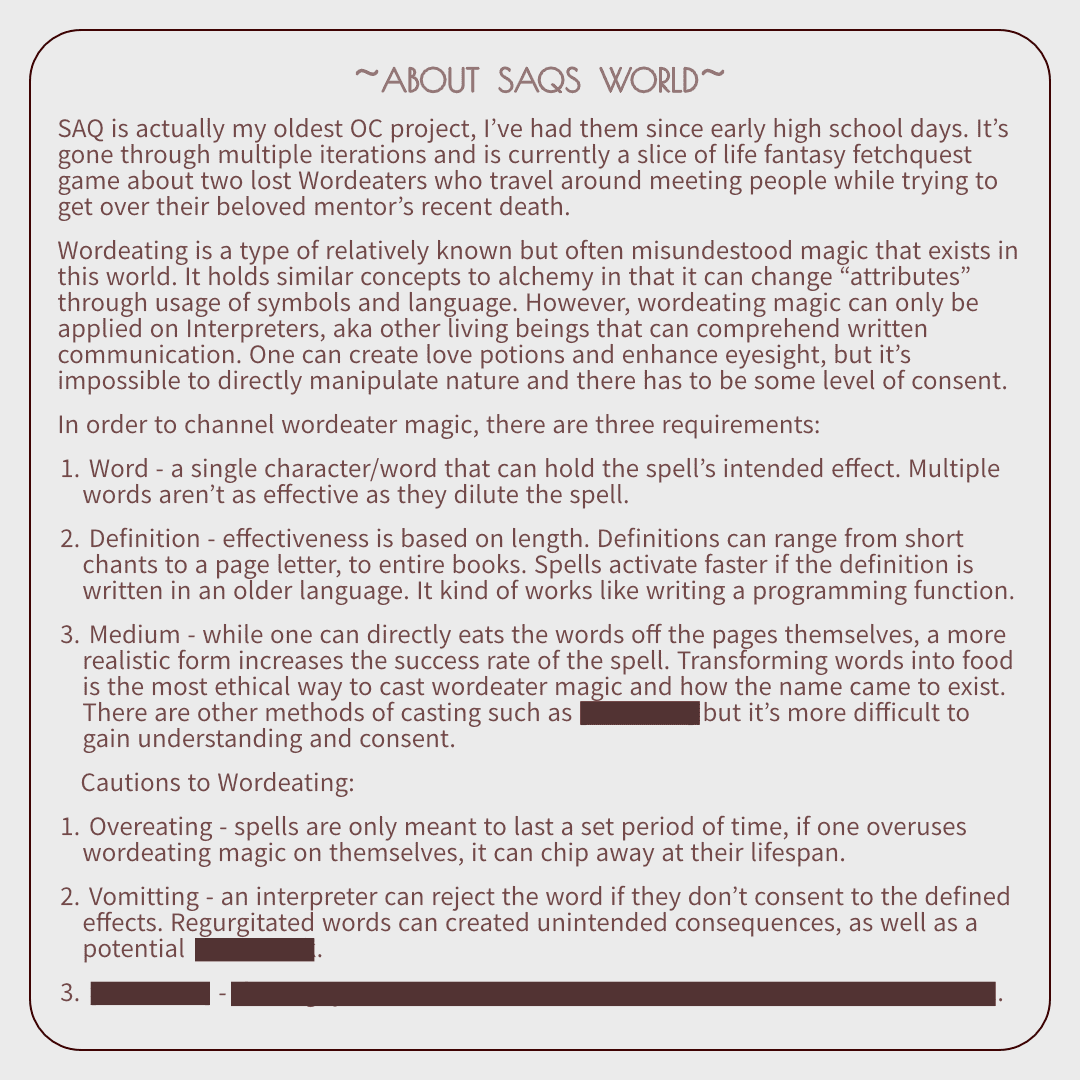 ~ABOUT SAQS WORLD~
SAQ is actually my oldest OC project, I’ve had them since early high school days. It’s
gone through multiple iterations and is currently a slice of life fantasy fetchquest
game about two lost Wordeaters who travel around meeting people while trying to
get over their beloved mentor’s recent death.
Wordeating is a type of relatively known but often misundestood magic that exists in
this world. It holds similar concepts to alchemy in that it can change “attributes”
through usage of symbols and language. However, wordeating magic can only be
applied on Interpreters, aka other living beings that can comprehend written
communication. One can create love potions and enhance eyesight, but it’s
impossible to directly manipulate nature and there has to be some level of consent.
In order to channel wordeater magic, there are three requirements:
1. Word - a single character/word that can hold the spell’s intended effect. Multiple
words aren’t as effective as they dilute the spell.
2. Definition - effectiveness is based on length. Definitions can range from short
chants to a page letter, to entire books. Spells activate faster if the definition is
written in an older language. It kind of works like writing a programming function.
3. Medium - while one can directly eats the words off the pages themselves, a more
realistic form increases the success rate of the spell. Transforming words into food
is the most ethical way to cast wordeater magic and how the name came to exist.
There are other methods of casting such as but it’s more difficult to
gain understanding and consent.
Cautions to Wordeating:
1. Overeating - spells are only meant to last a set period of time, if one overuses
wordeating magic on themselves, it can chip away at their lifespan.
2. Vomitting - an interpreter can reject the word if they don’t consent to the defined
effects. Regurgitated words can created unintended consequences, as well as a
potential .
3. - .